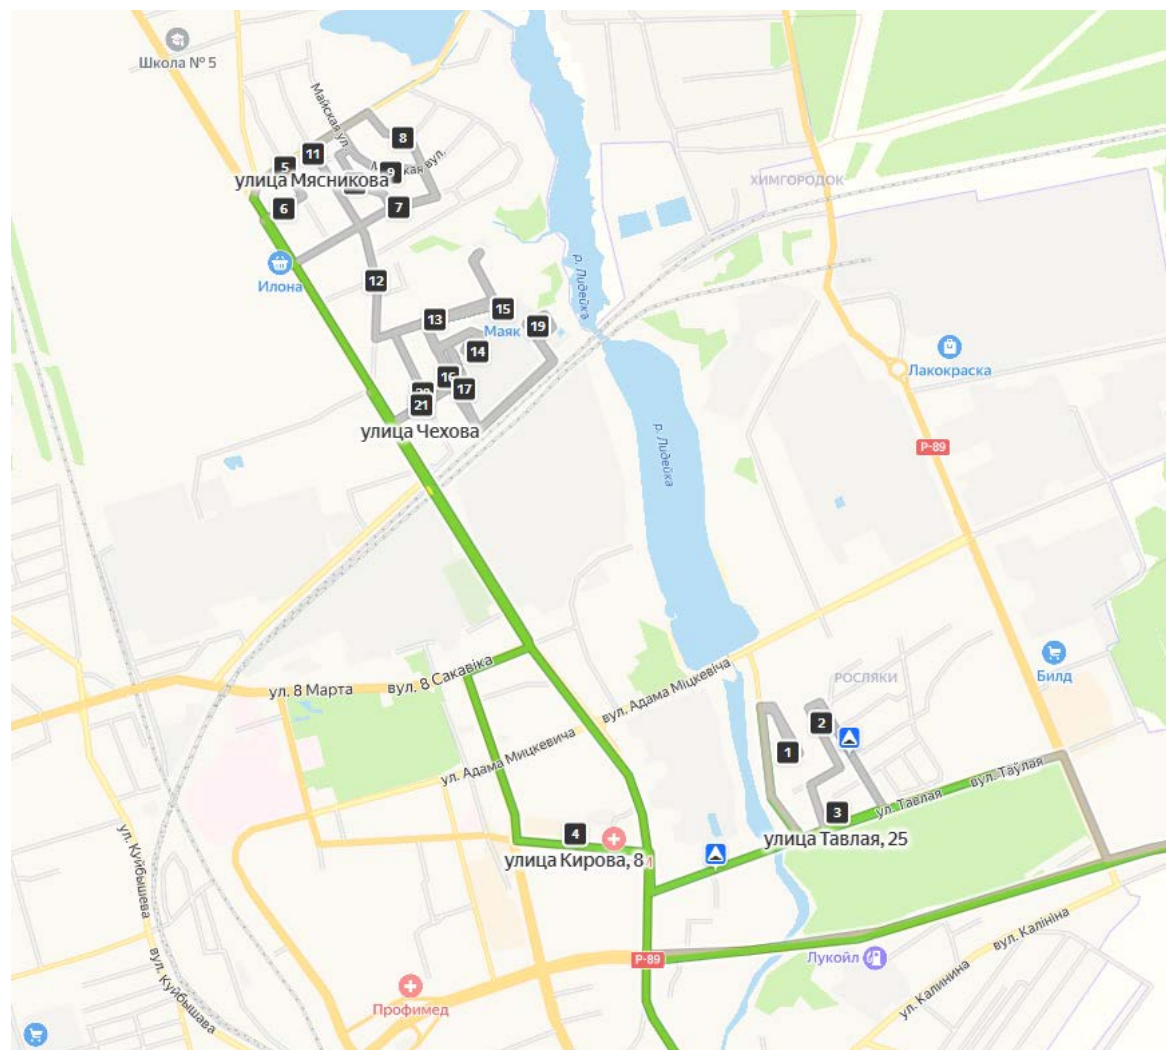 Школа № 5
Майская ул.
8
11
5
9
улица Мясникова
6
7
ХИМГОРОДОК
р. Лидейка
Илона
12
15
13
19
Маяк
14
Лакокраска
16
17
21
улица Чехова
р. Лидейка
Р-89
вул. Адама Міцкевіча
вул. 8 Сакавіка
ул. 8 Марта
Билд
РОСЛЯКИ
2
1
ул. Адама Мицкевича
вул. Таўлая
ул. Тавлая
3
4
улица Тавлая, 25
улица Кирова, 8
ул. Куйбышева
вул. Калініна
Лукойл
Р-89
ул. Калинина
вул. Куйбышава
Профимед